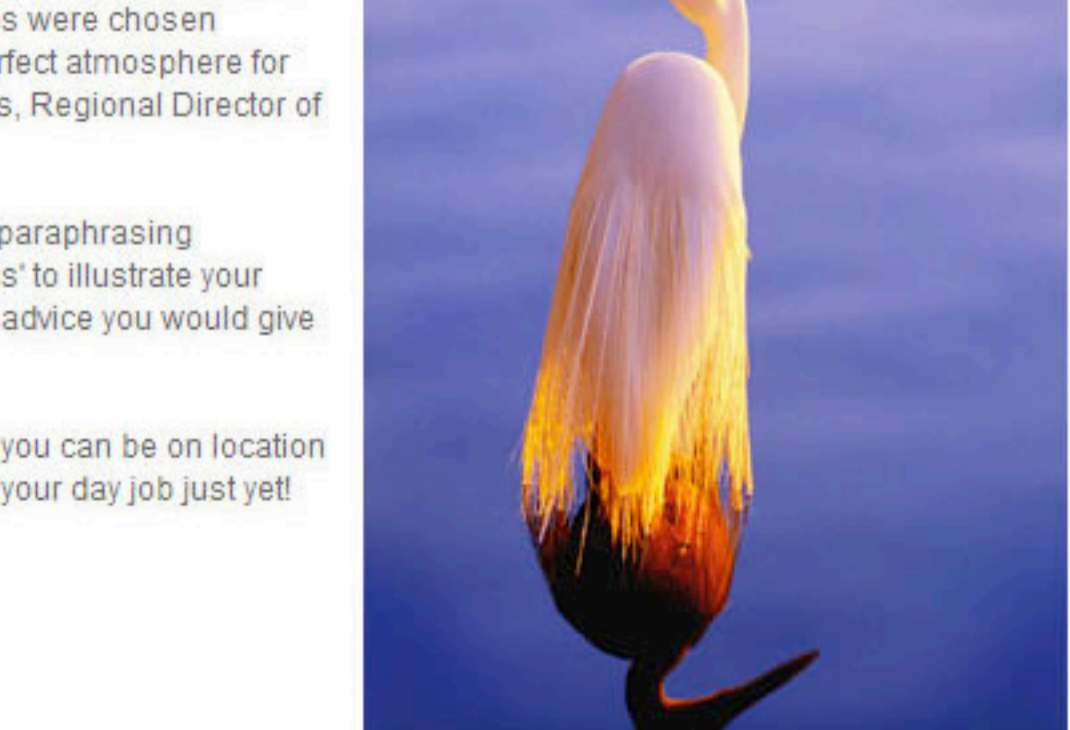 s were chosen
rfect atmosphere for
s, Regional Director of
paraphrasing
s' to illustrate your
advice you would give
you can be on location
your day job just yet!